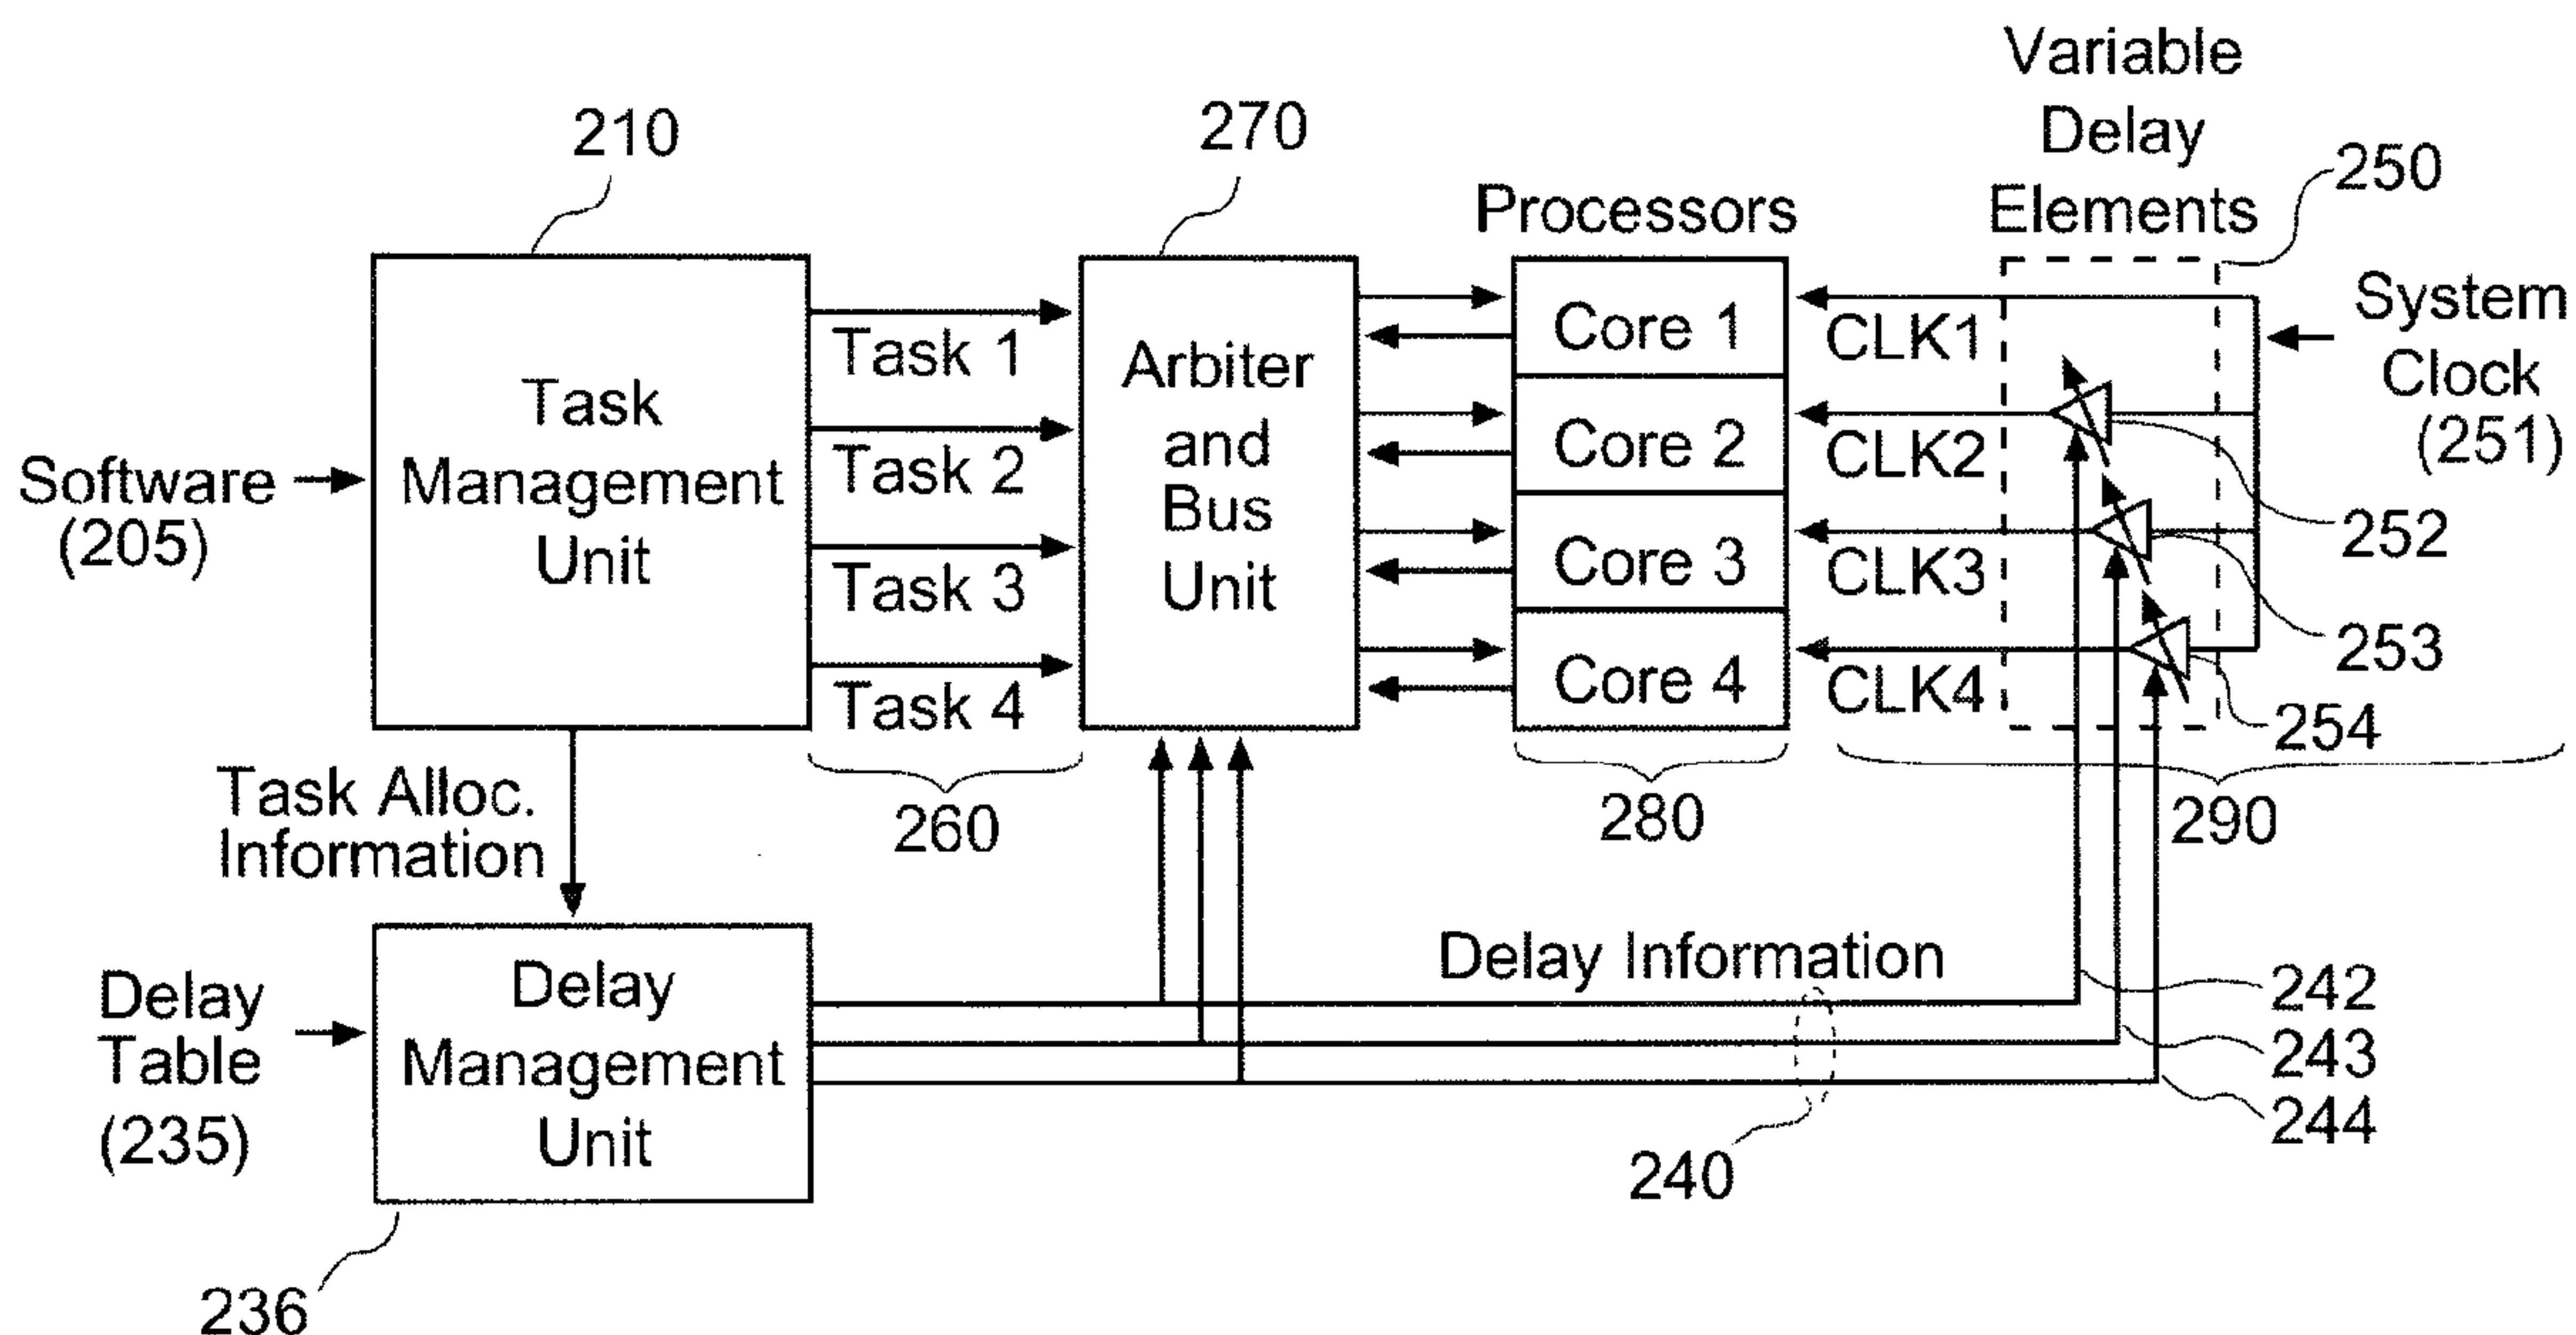 Variable
Delay
Elements
210
270
250
Processors
System
Clock
(251)
Software
(205)
Task
Management
Unit
Task 1
Task 2
Task 3
Task 4
Arbiter
and
Bus
Unit
Core 1
Core 2
Core 3
Core 4
CLK1
CLK2
CLK3
CLK4
252
253
254
260
280
290
Task Alloc.
Information
Delay
Table
(235)
Delay
Management
Unit
Delay Information
242
243
244
240
236